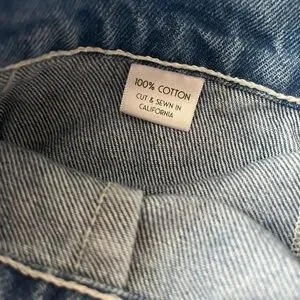 100% COTTON
CUT & SEWN IN
CALIFORNIA